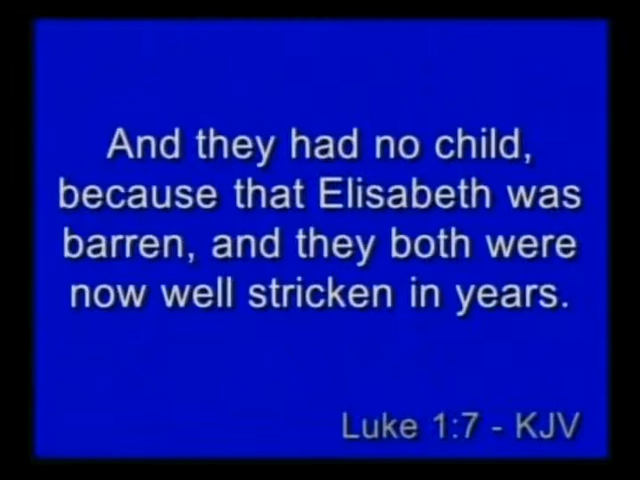 And they had no child,
because that Elisabeth was
barren, and they both were
now well stricken in years.
Luke 1:7 - KJV